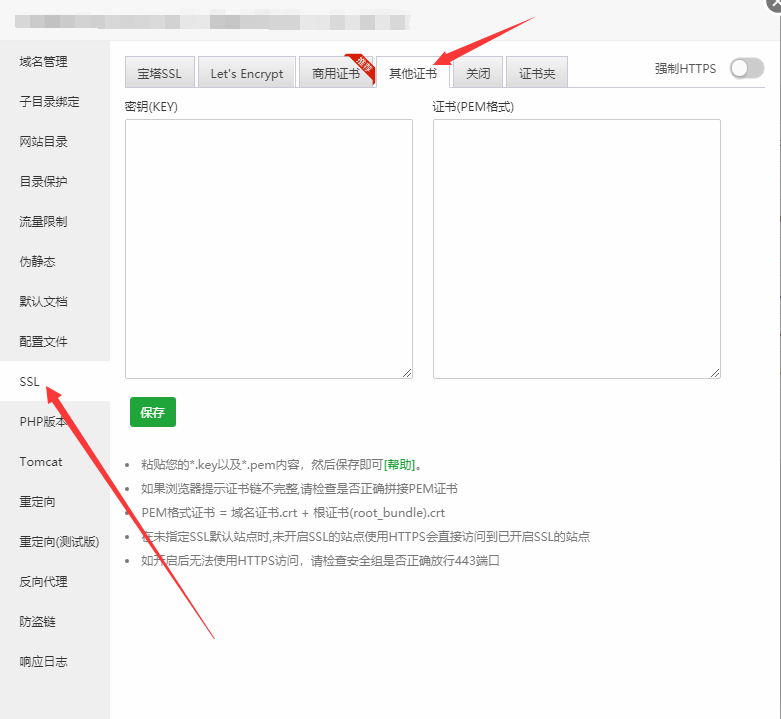 域名管理
子目录绑定
网站目录
目录保护
流量限制
伪静态
默认文档
配置文件
SSL
PHP版本
Tomcat
重定向
重定向(测试版)
反向代理
防盗链
响应日志
宝塔SSL
Let's Encrypt
商用证书
推荐
其他证书
关闭
证书夹
强制HTTPS
密钥(KEY)
证书(PEM格式)
保存
粘贴您的*.key以及*.pem内容，然后保存即可[帮助]。
如果浏览器提示证书链不完整,请检查是否正确拼接PEM证书
PEM格式证书 = 域名证书.crt + 根证书(root_bundle).crt
在未指定SSL默认站点时,未开启SSL的站点使用HTTPS会直接访问到已开启SSL的站点
如开启后无法使用HTTPS访问，请检查安全组是否正确放行443端口